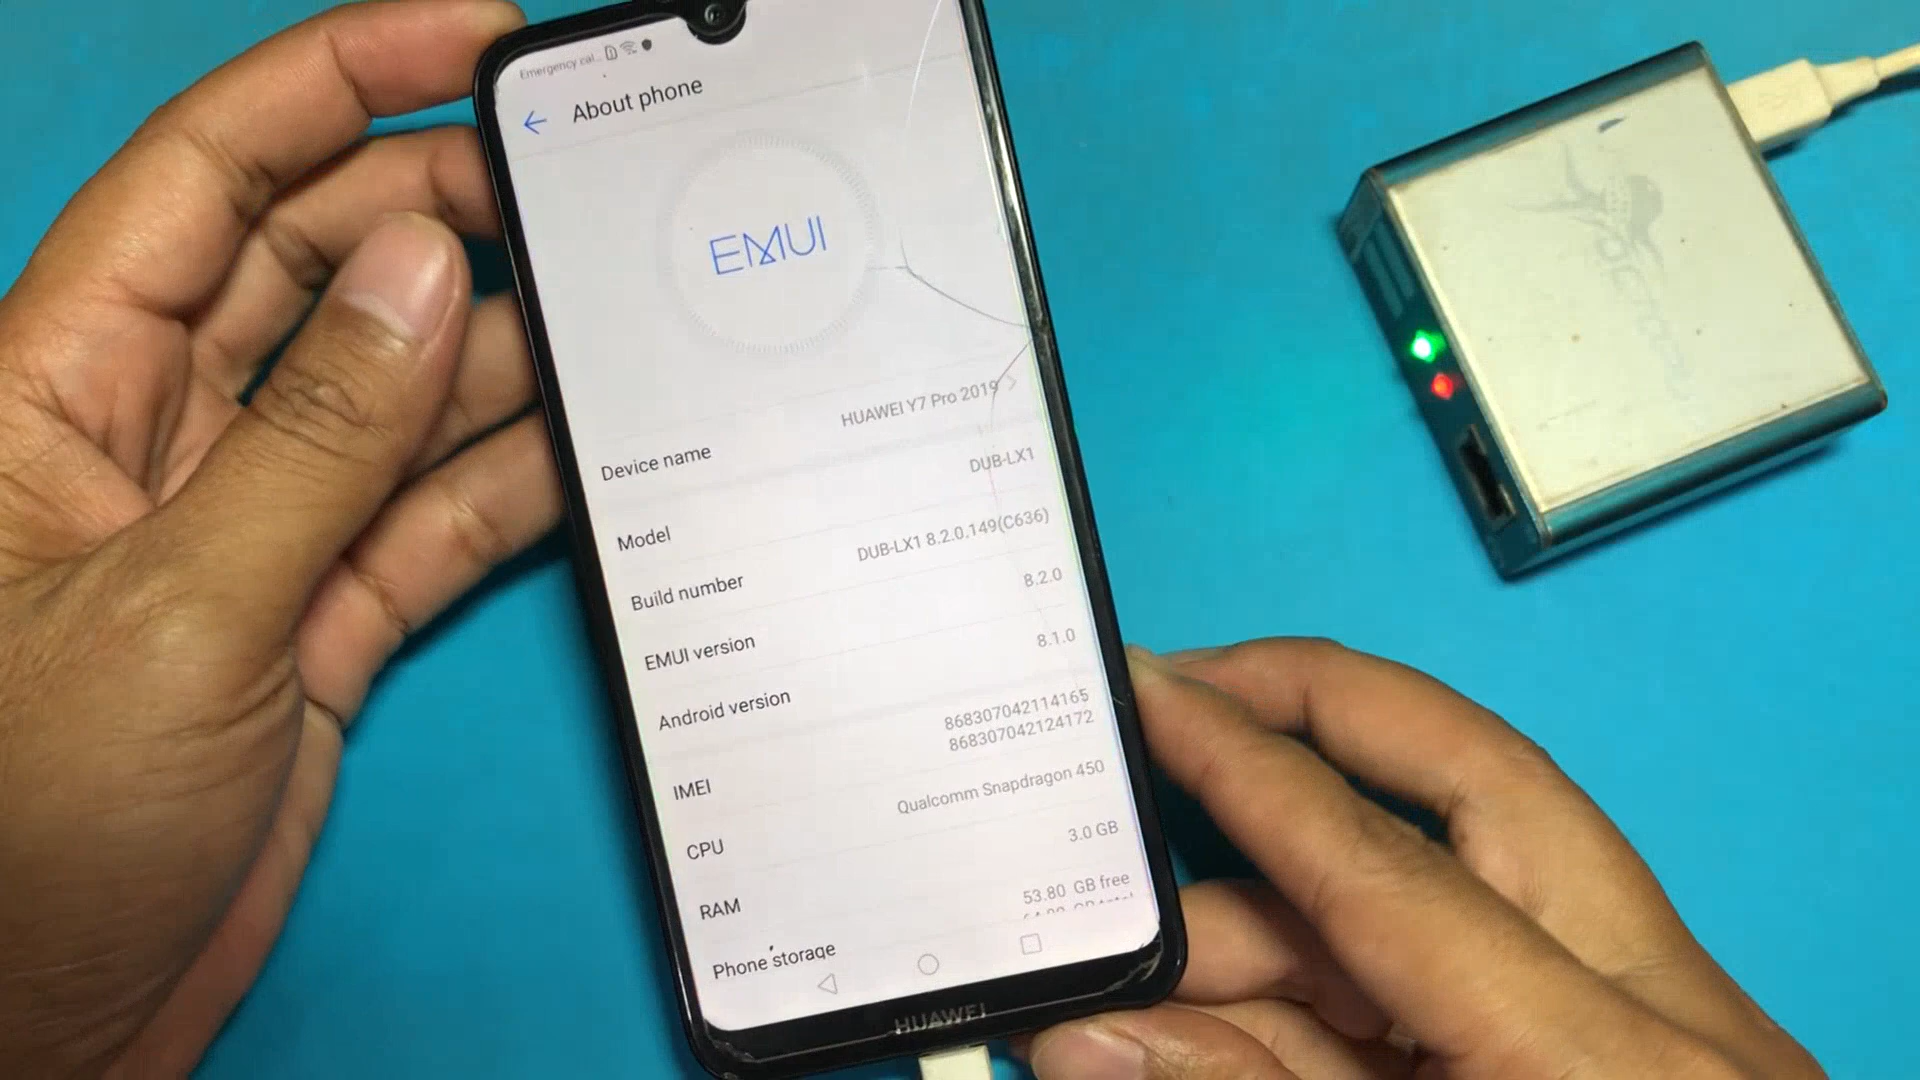 Emergency cal...
About phone
EMUI
Device name HUAWEI Y7 Pro 2019
Model DUB-LX1
Build number DUB-LX1 8.2.0.149(C636)
EMUI version 8.2.0
Android version 8.1.0
IMEI 868307042114165
868307042124172
CPU Qualcomm Snapdragon 450
RAM 3.0 GB
Phone storage 53.80 GB free
HUAWEI